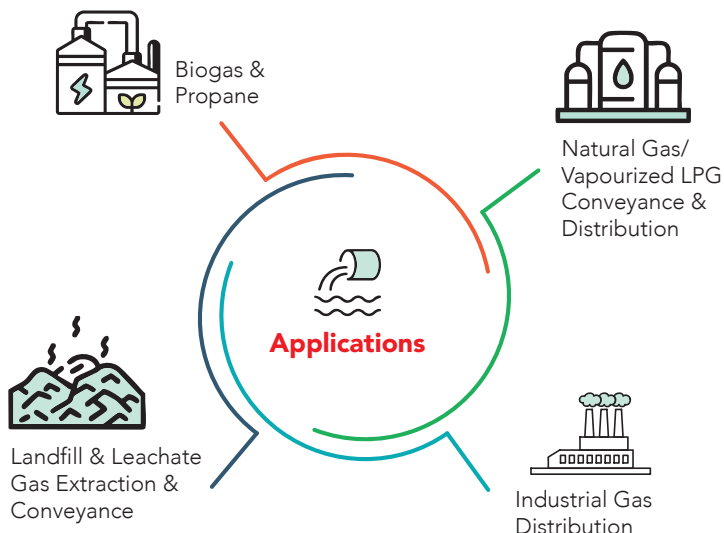 Biogas &
Propane
Natural Gas/
Vapourized LPG
Conveyance &
Distribution
Applications
Landfill & Leachate
Gas Extraction &
Conveyance
Industrial Gas
Distribution